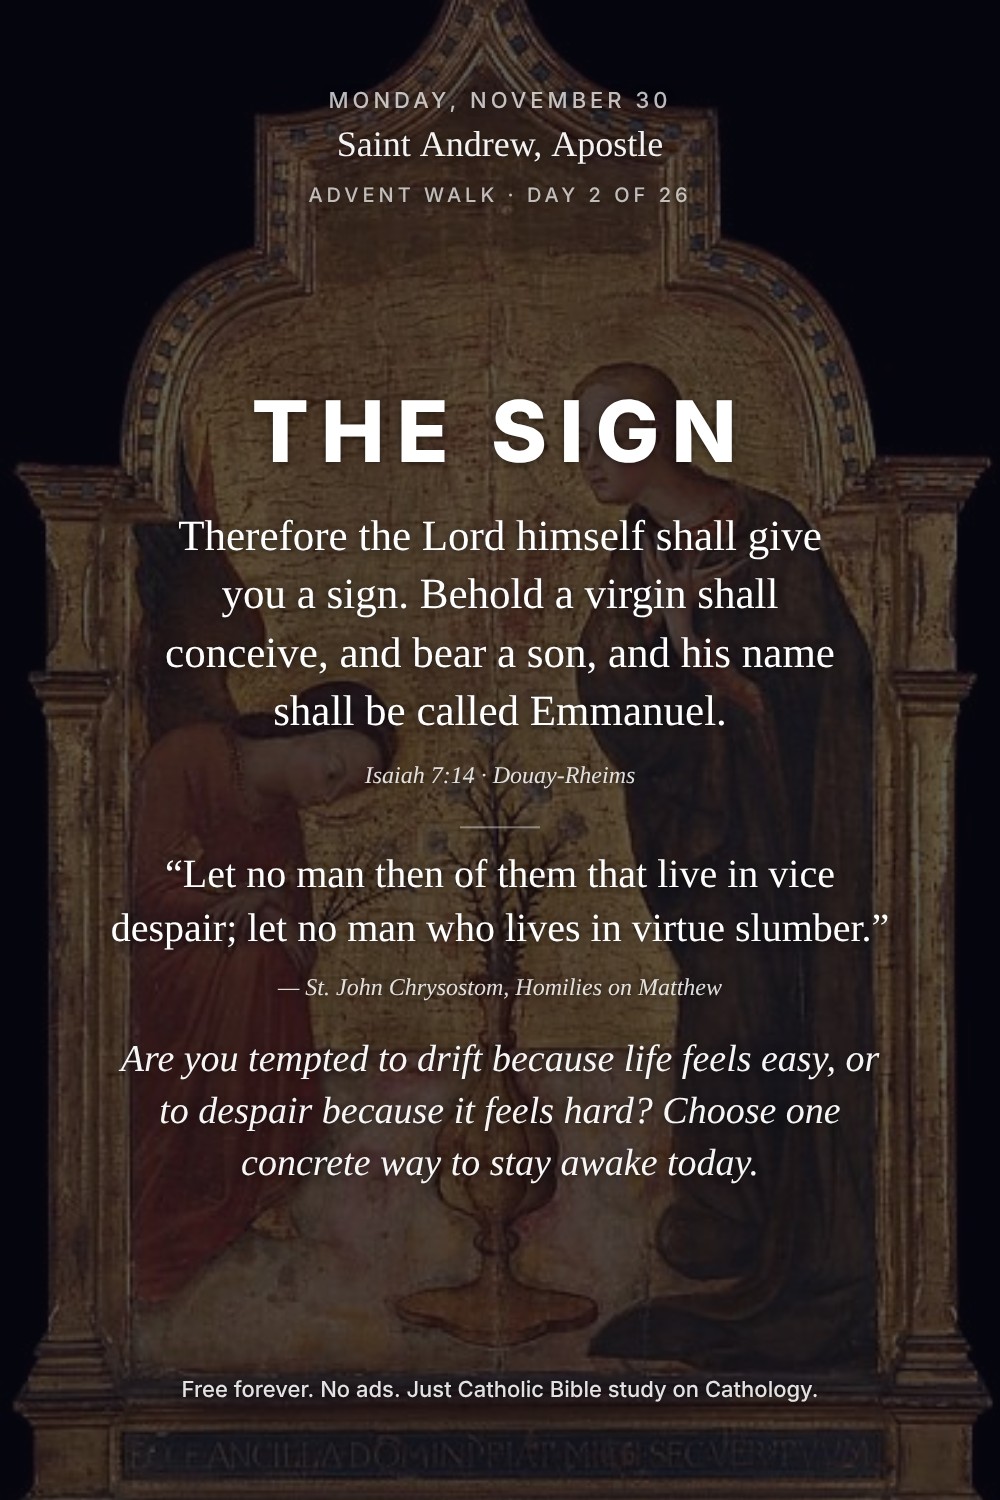 MONDAY, NOVEMBER 30
Saint Andrew, Apostle
ADVENT WALK · DAY 2 OF 26
THE SIGN
Therefore the Lord himself shall give
you a sign. Behold a virgin shall
conceive, and bear a son, and his name
shall be called Emmanuel.
Isaiah 7:14 · Douay-Rheims
“Let no man then of them that live in vice
despair; let no man who lives in virtue slumber.”
— St. John Chrysostom, Homilies on Matthew
Are you tempted to drift because life feels easy, or
to despair because it feels hard? Choose one
concrete way to stay awake today.
Free forever. No ads. Just Catholic Bible study on Cathology.
ANCILLA DOMINI